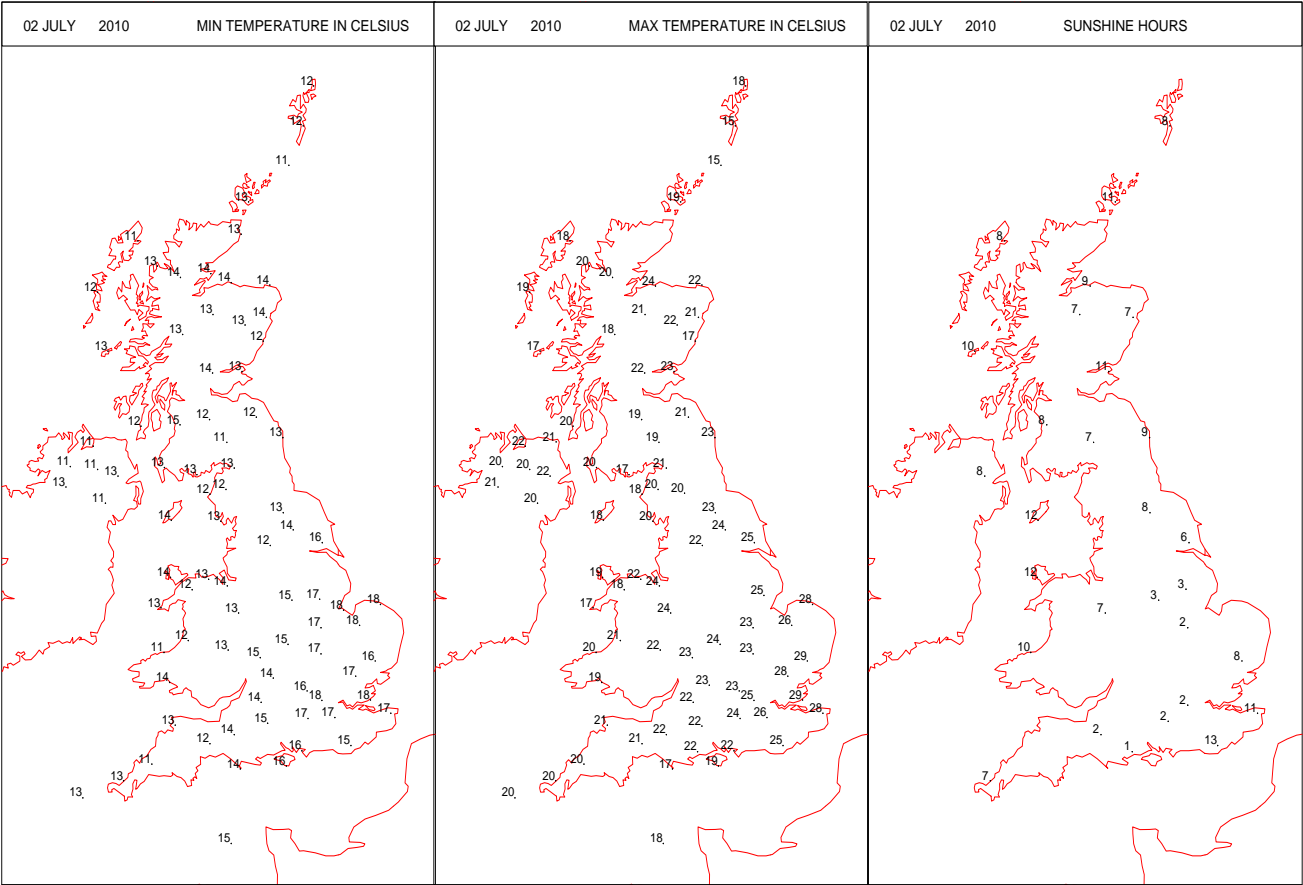 02 JULY 2010 MIN TEMPERATURE IN CELSIUS
12
12
11
13
13
11
13
14 14 14 14
12
13 13 14
13 12
13
14 13
12 15 12 12
11 11 13
11 11 13 13 13 13
13 12 12
11
14 13 13
14 16
12
14 12 13 14
13 13 15 17 18 18
17 18
12 13 15 17
11 15 16
14 14 17
14 16 18 18
13 15 17 17 17
12 14 16 15
11 14 16
13
13
15
02 JULY 2010 MAX TEMPERATURE IN CELSIUS
18
15
15
19
18
20 20
19 24 22
21 22 21
18 17
17
22 23
20 19 21
22 21 19 23
20 20 22 20 17 21
21 18 20 20
20
18 20 23
24
22 25
19 18 22 24
17 24 25 28
23 26
20 21 22 24 23
23 29
19 23 23 28
22 25 29
21 22 24 26 28
21 22 22 22 25
20 17 19
20
20
18
02 JULY 2010 SUNSHINE HOURS
8
11
8
9
7 7
10
11
8 7 9
8
12 8
6
12 3
7 3
2
10 8
2
2 11
2 1 13
7